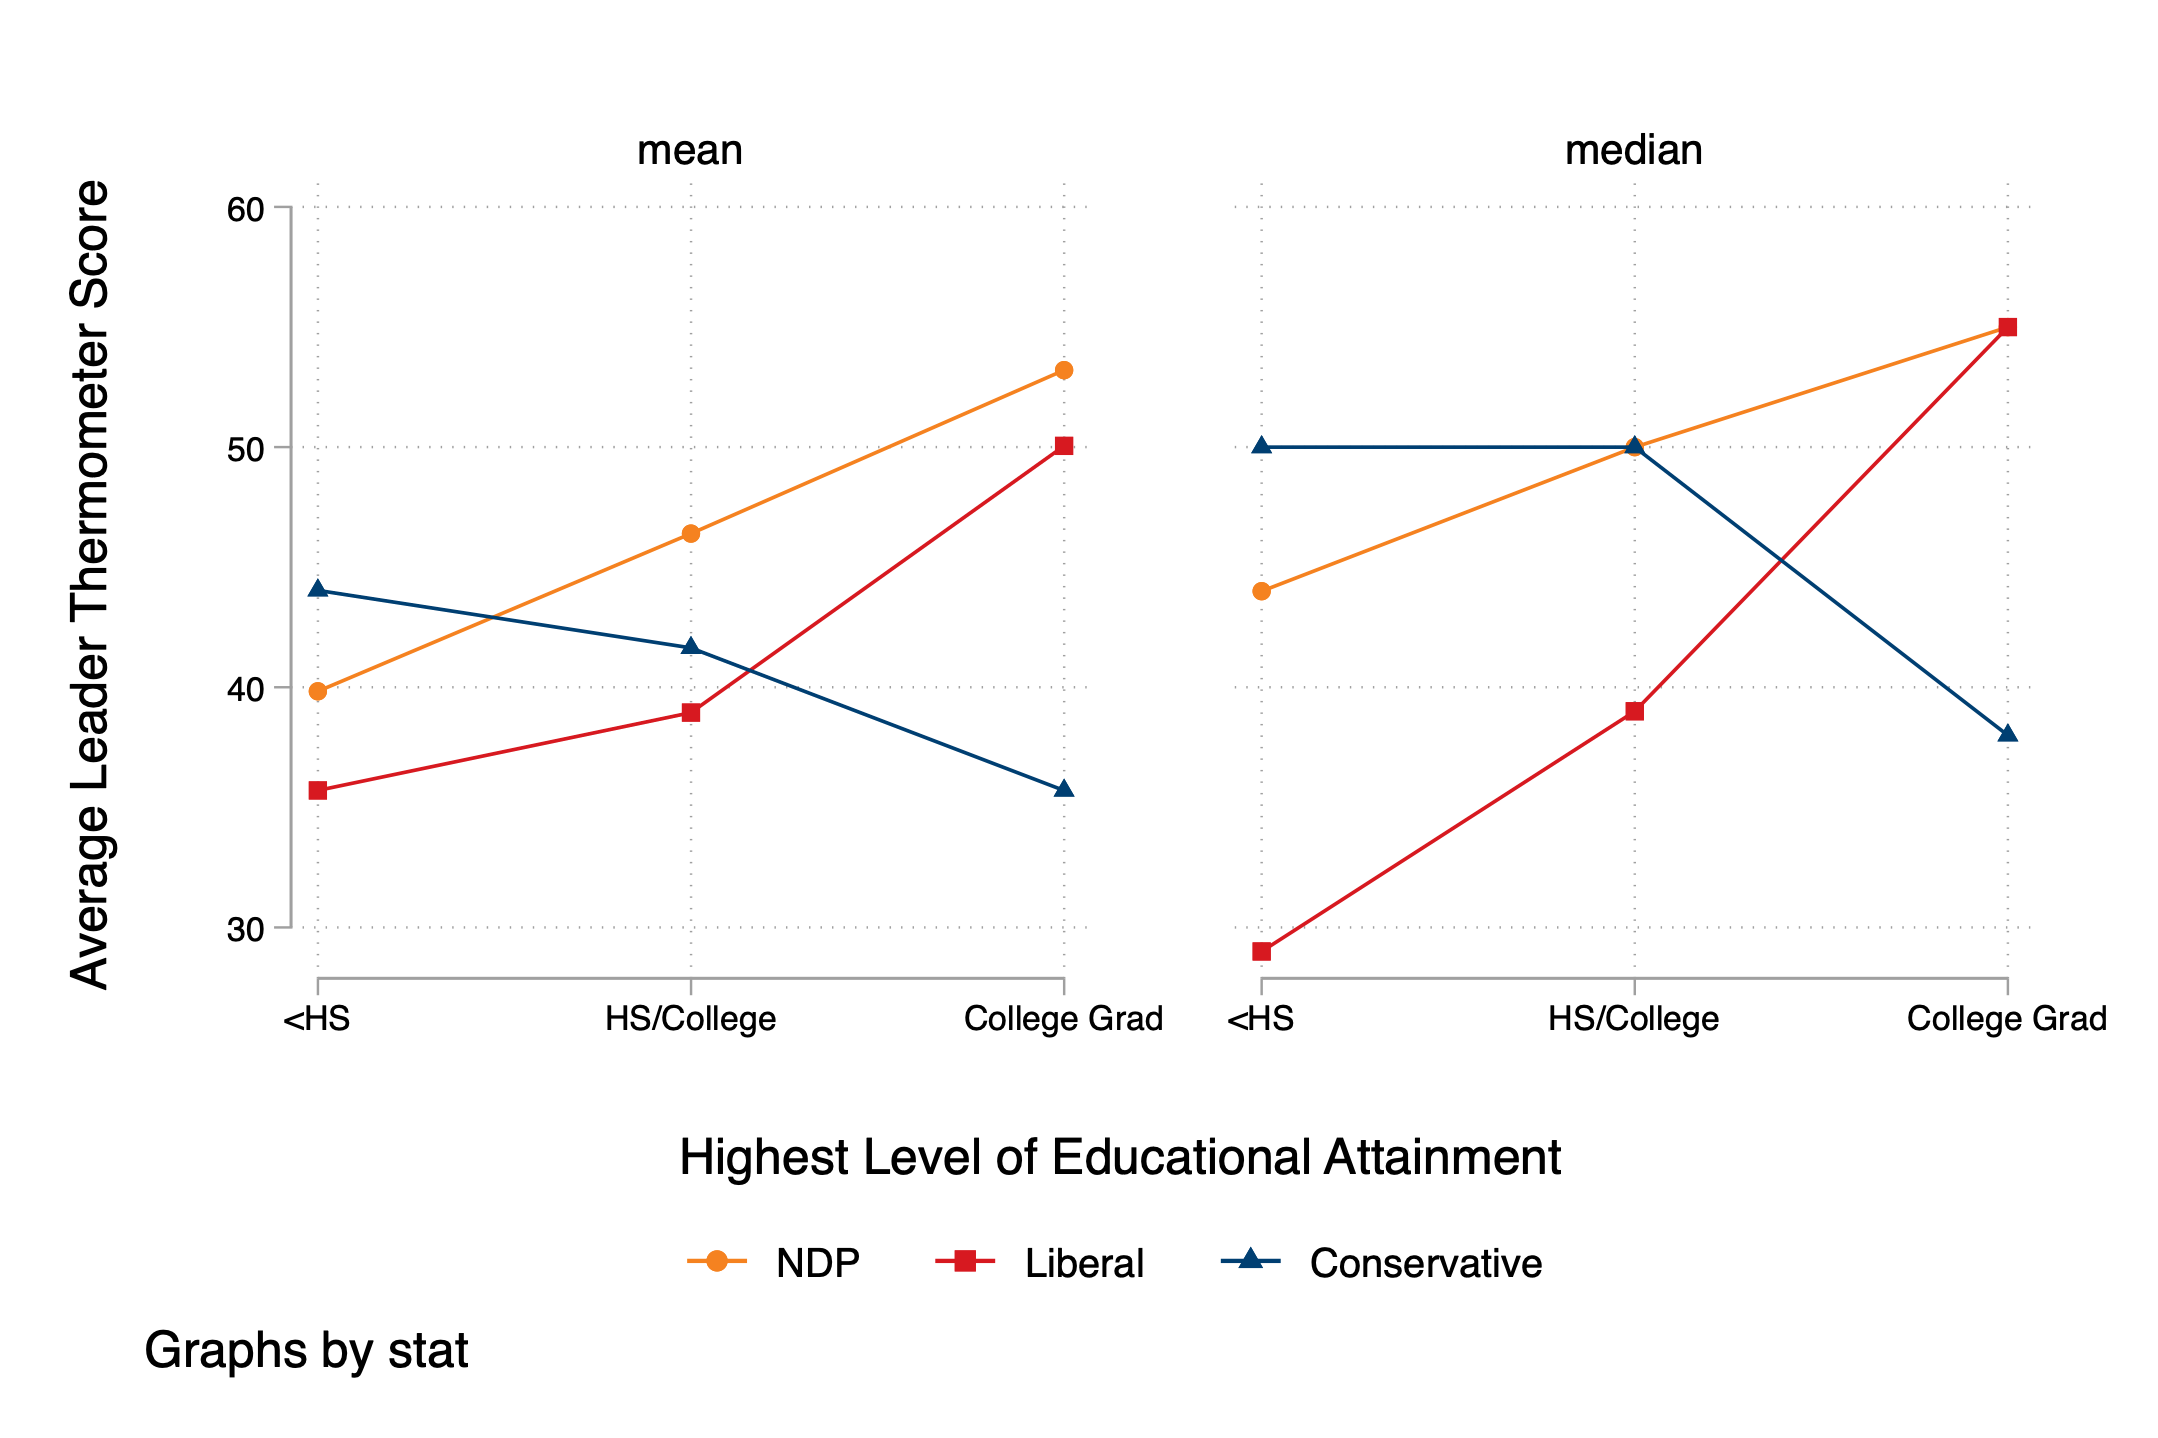 mean
median
Average Leader Thermometer Score
60
50
40
30
<HS
HS/College
College Grad
<HS
HS/College
College Grad
Highest Level of Educational Attainment
NDP
Liberal
Conservative
Graphs by stat